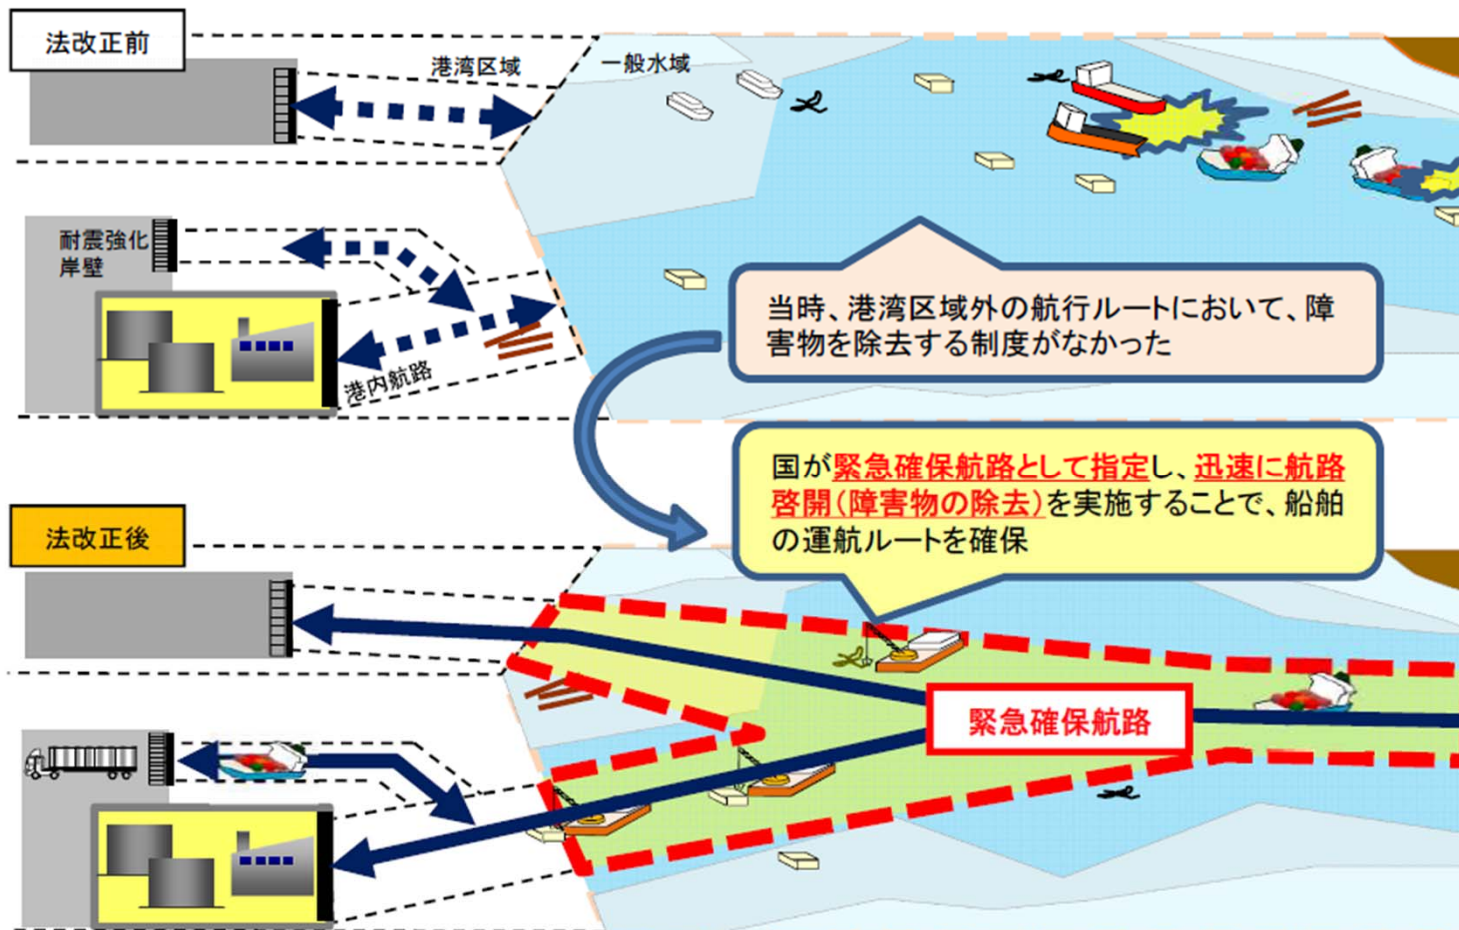 法改正前
港湾区域
一般水域
耐震強化
岸壁
港内航路
当時、港湾区域外の航行ルートにおいて、障
害物を除去する制度がなかった
国が緊急確保航路として指定し、迅速に航路
啓開(障害物の除去)を実施することで、船舶
の運航ルートを確保
法改正後
緊急確保航路